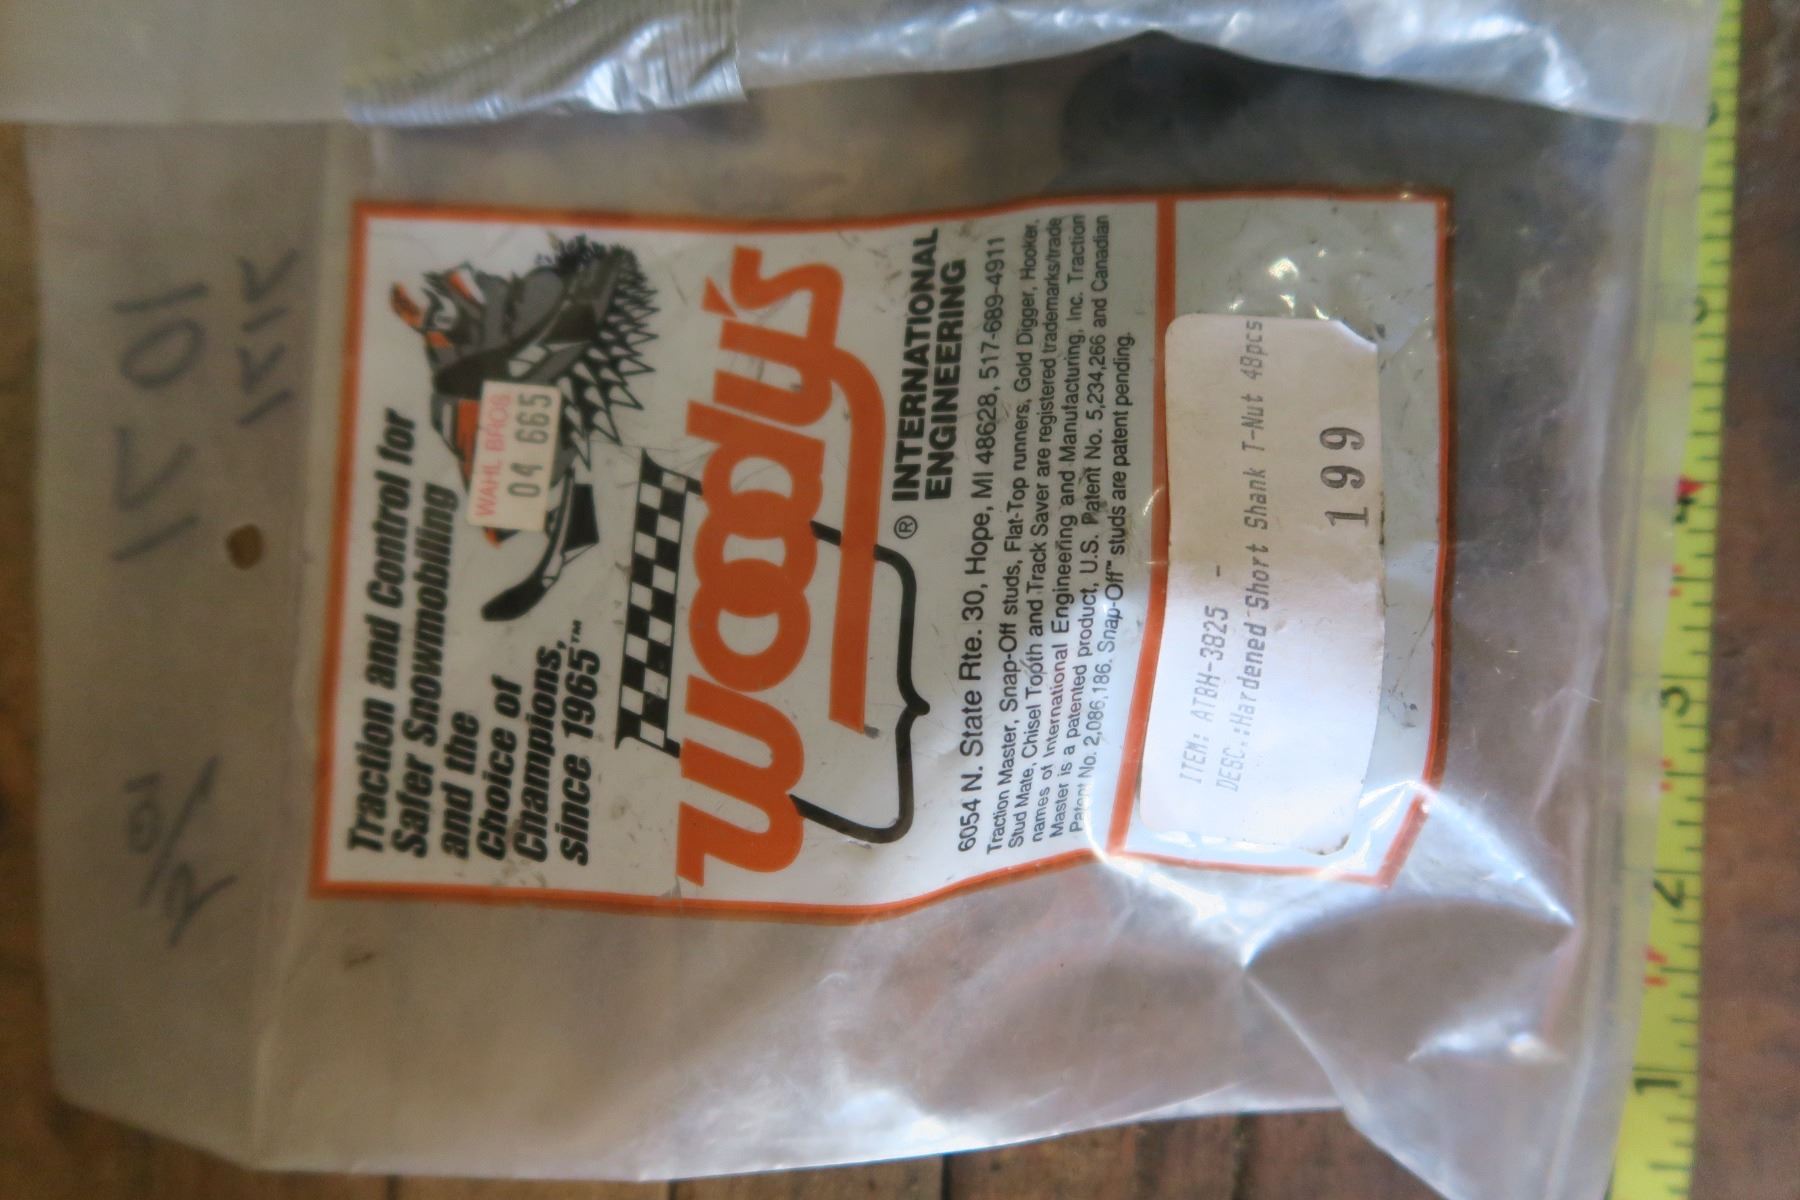 Traction and Control for
Safer Snowmobiling
and the
Choice of
Champions,
since 1965™
WAHL BROS.
04 665
woody's
® INTERNATIONAL
ENGINEERING
6054 N. State Rte. 30, Hope, MI 48628, 517-689-4911
Traction Master, Snap-Off studs, Flat-Top runners, Gold Digger, Hooker,
Stud Mate, Chisel Tooth and Track Saver are registered trademarks/trade
names of International Engineering and Manufacturing, Inc. Traction
Master is a patented product, U.S. Patent No. 5,234,266 and Canadian
Patent No. 2,086,186. Snap-Off™ studs are patent pending.
ITEM: ATBH-3825 -
DESC.:Hardened Short Shank T-Nut 48pcs
199
1
2
3
4